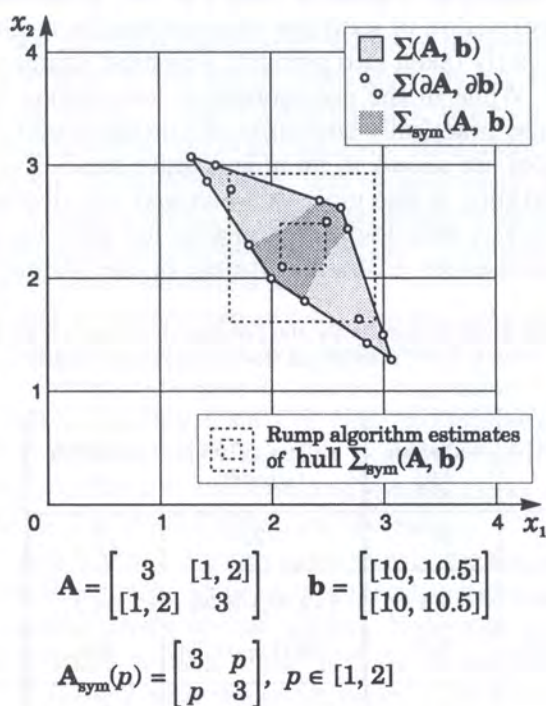 x₂
4
Σ(A, b)
Σ(∂A, ∂b)
Σsym(A, b)
3
2
1
Rump algorithm estimates
of hull Σsym(A, b)
0 1 2 3 x₁ 4
A = [ 3 [1, 2] ; [1, 2] 3 ] b = [ [10, 10.5] ; [10, 10.5] ]
Asym(p) = [ 3 p ; p 3 ], p ∈ [1, 2]